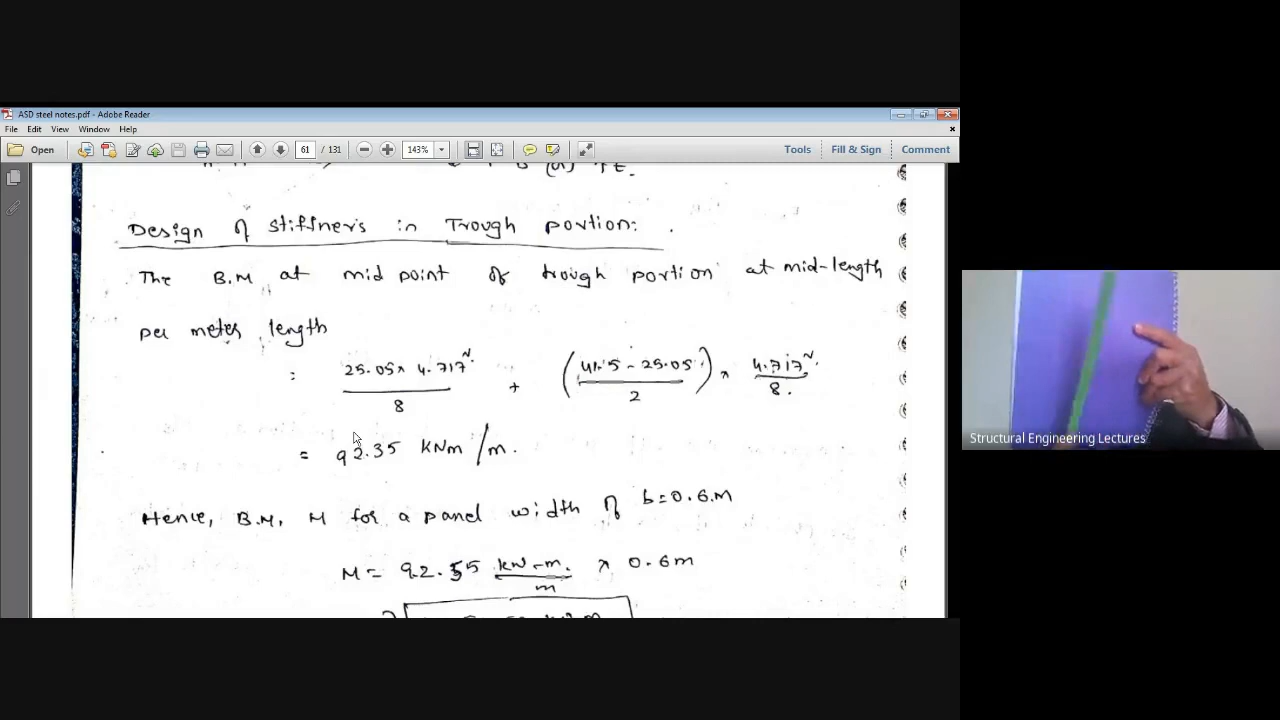 ASD steel notes.pdf - Adobe Reader
File Edit View Window Help
Open 61 / 131 143% Tools Fill & Sign Comment
Design of stiffiners in Trough portion:
The B.M at mid point of trough portion at mid-length
per meter length
= 25.05 x 4.717² / 8 + (41.5 - 25.05 / 2) x 4.717² / 8.
= 92.35 KNm/m.
Hence, B.M, M for a panel width of b=0.6m
M = 92.55 kN-m. / m x 0.6m
Structural Engineering Lectures